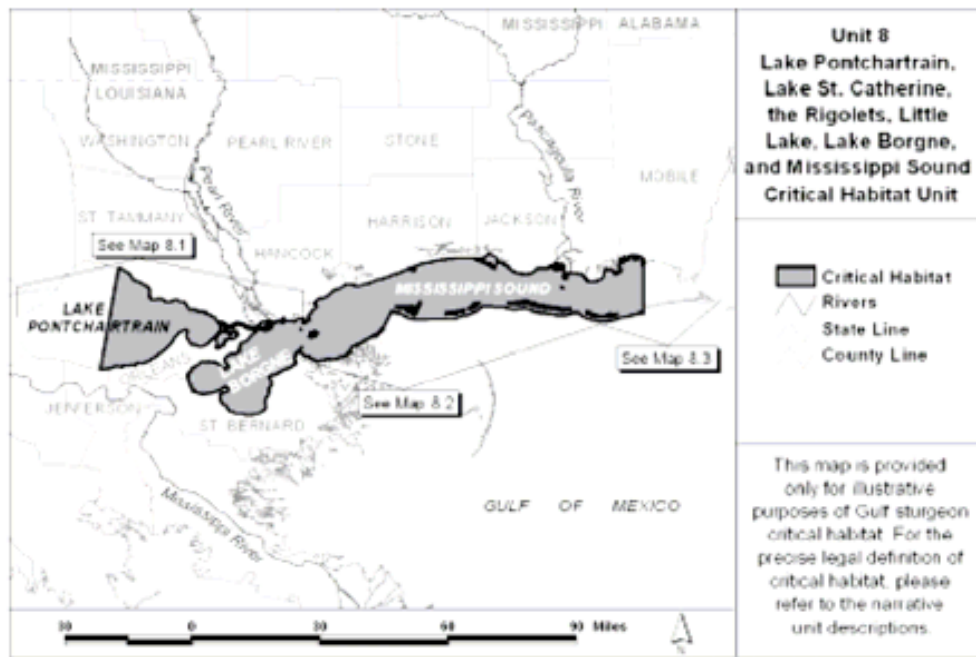 MISSISSIPPI
ALABAMA
MISSISSIPPI
LOUISIANA
WASHINGTON
PEARL RIVER
STONE
Pascagoula River
MOBILE
Pearl River
ST TAMMANY
HARRISON
JACKSON
HANCOCK
See Map 8.1
MISSISSIPPI SOUND
LAKE
PONTCHARTRAIN
LAKE
BORGNE
See Map 8.3
See Map 8.2
JEFFERSON
ST BERNARD
Mississippi River
GULF OF MEXICO
30 0 30 60 90 Miles
Unit 8
Lake Pontchartrain,
Lake St. Catherine,
the Rigolets, Little
Lake, Lake Borgne,
and Mississippi Sound
Critical Habitat Unit
Critical Habitat
Rivers
State Line
County Line
This map is provided
only for illustrative
purposes of Gulf sturgeon
critical habitat. For the
precise legal definition of
critical habitat, please
refer to the narrative
unit descriptions.